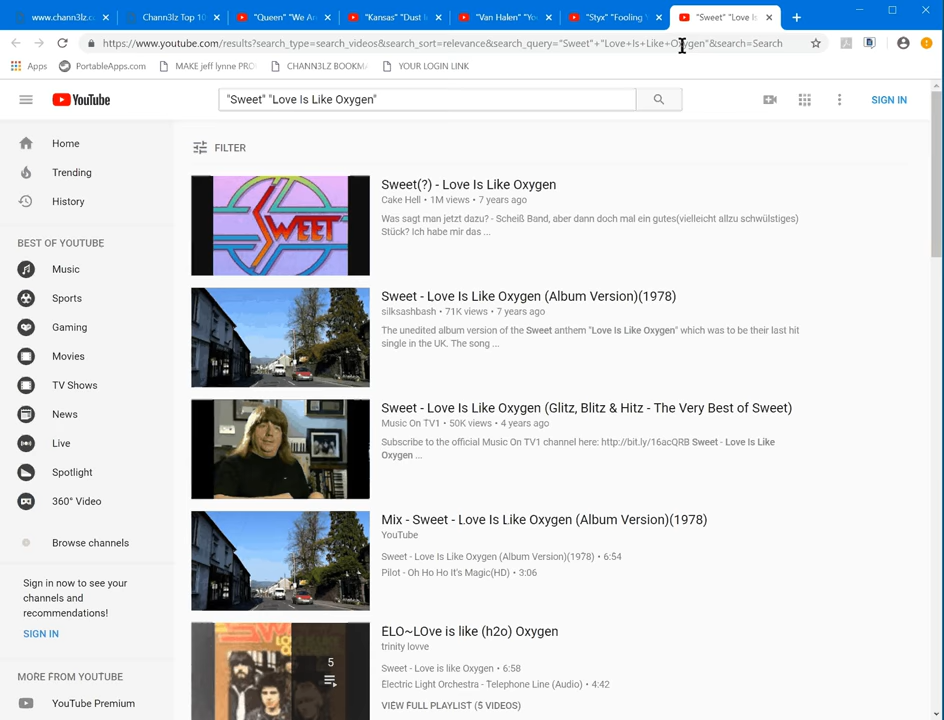 www.chann3lz.c
Chann3lz Top 10
"Queen" "We Ar
"Kansas" "Dust i
"Van Halen" "Yo
"Styx" "Fooling Y
"Sweet" "Love Is
https://www.youtube.com/results?search_type=search_videos&search_sort=relevance&search_query="Sweet"+"Love+Is+Like+Oxygen"&search=Search
Apps
PortableApps.com
MAKE jeff lynne PRO
CHANN3LZ BOOKMA
YOUR LOGIN LINK
YouTube
"Sweet" "Love Is Like Oxygen"
SIGN IN
Home
Trending
History
BEST OF YOUTUBE
Music
Sports
Gaming
Movies
TV Shows
News
Live
Spotlight
360° Video
Browse channels
Sign in now to see your
channels and
recommendations!
SIGN IN
MORE FROM YOUTUBE
YouTube Premium
FILTER
SWEET
Sweet(?) - Love Is Like Oxygen
Cake Hell • 1M views • 7 years ago
Was sagt man jetzt dazu? - Scheiß Band, aber dann doch mal ein gutes(vielleicht allzu schwülstiges)
Stück? Ich habe mir das ...
Sweet - Love Is Like Oxygen (Album Version)(1978)
silksashbash • 71K views • 7 years ago
The unedited album version of the Sweet anthem "Love Is Like Oxygen" which was to be their last hit
single in the UK. The song ...
Sweet - Love Is Like Oxygen (Glitz, Blitz & Hitz - The Very Best of Sweet)
Music On TV1 • 50K views • 4 years ago
Subscribe to the official Music On TV1 channel here: http://bit.ly/16acQRB Sweet - Love Is Like
Oxygen ...
Mix - Sweet - Love Is Like Oxygen (Album Version)(1978)
YouTube
Sweet - Love Is Like Oxygen (Album Version)(1978) • 6:54
Pilot - Oh Ho Ho It's Magic(HD) • 3:06
5
ELO~LOve is like (h2o) Oxygen
trinity lovve
Sweet - Love is like Oxygen • 6:58
Electric Light Orchestra - Telephone Line (Audio) • 4:42
VIEW FULL PLAYLIST (5 VIDEOS)